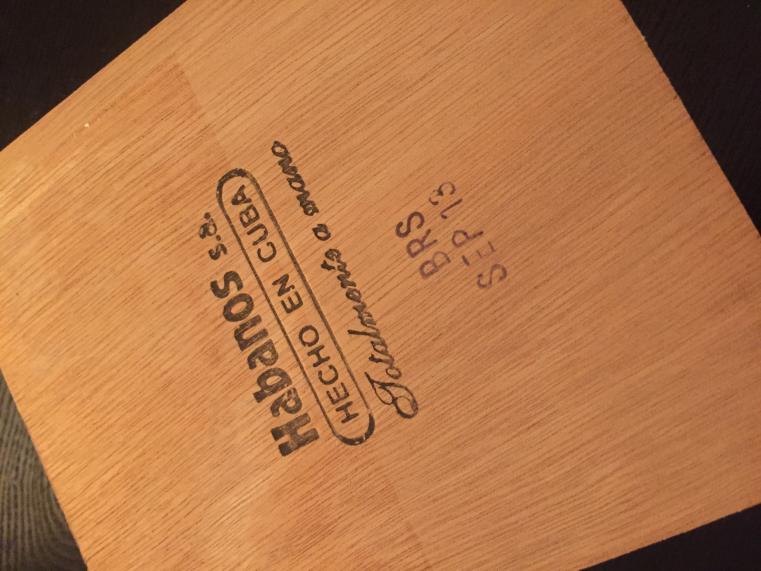 Habanos s.a.
HECHO EN CUBA
Totalmente a mano
BRS
SEP 13